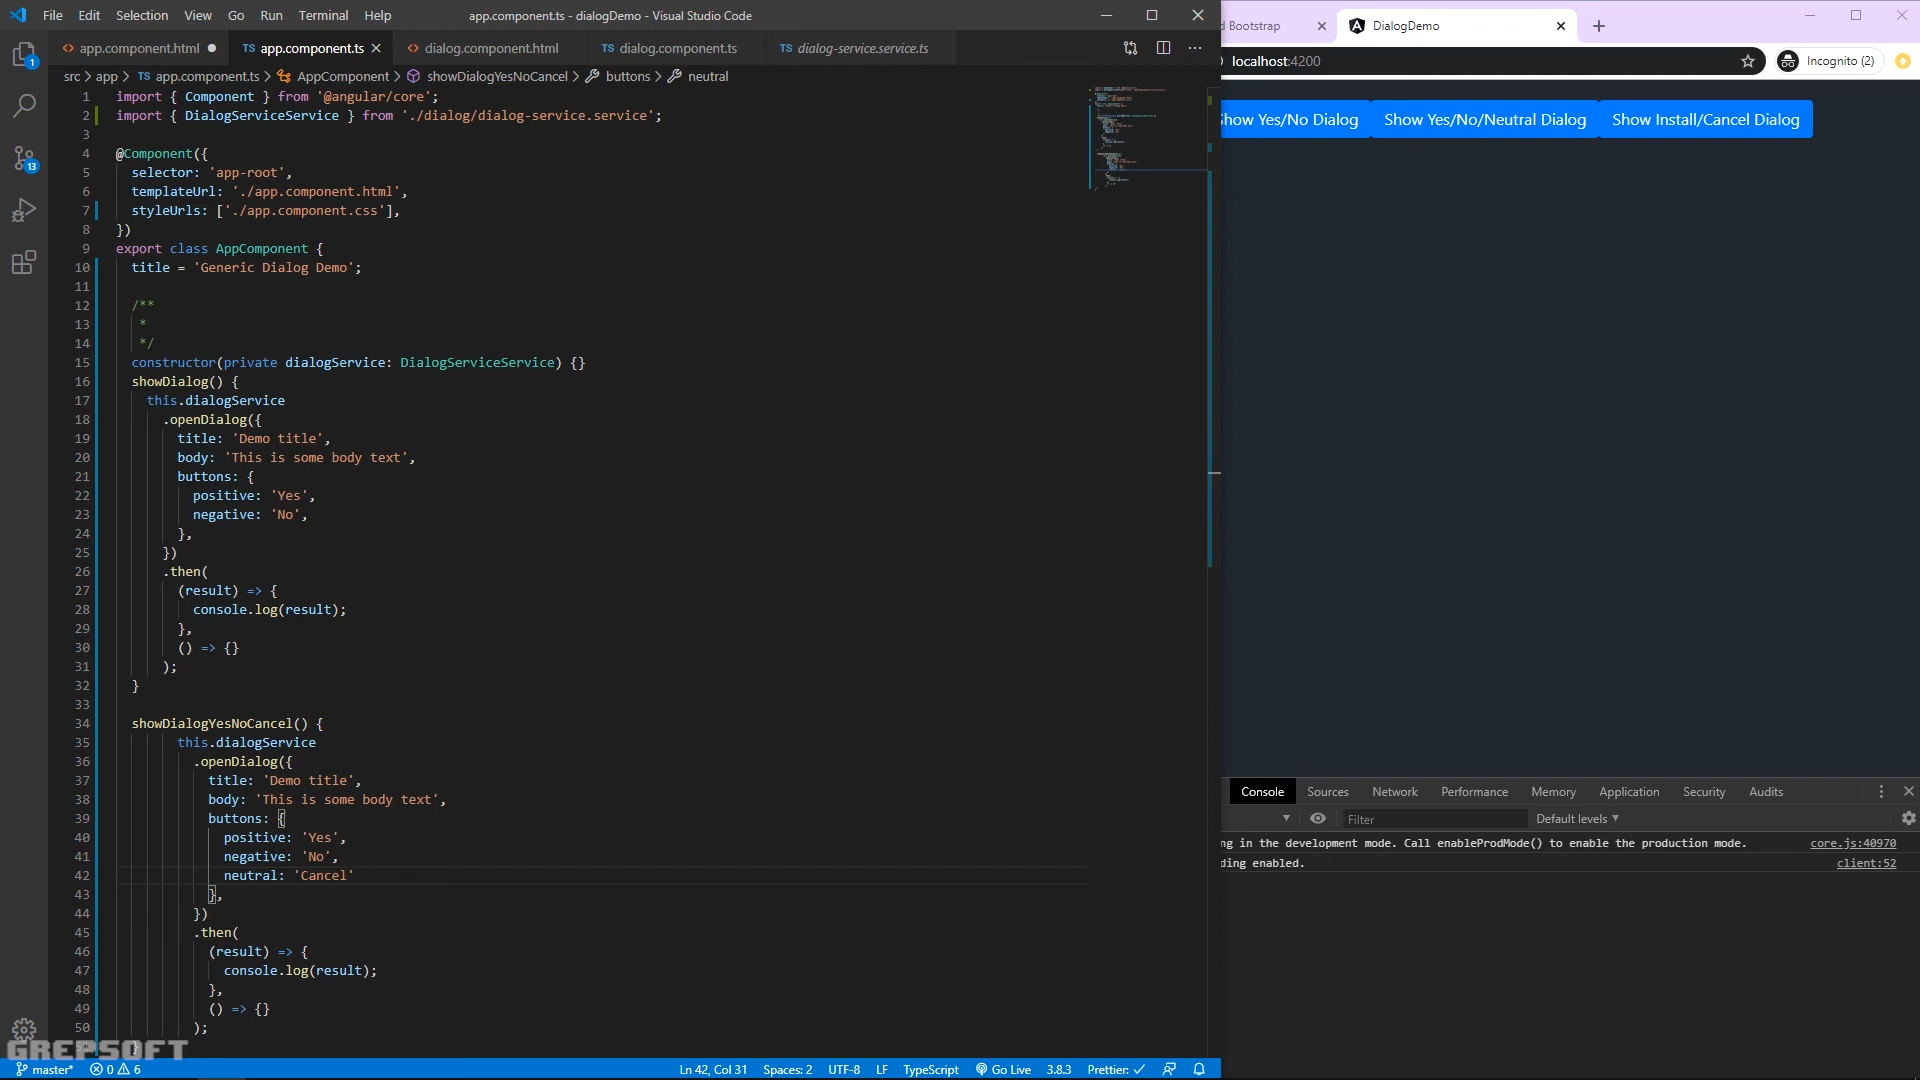 File Edit Selection View Go Run Terminal Help
app.component.ts - dialogDemo - Visual Studio Code
d Bootstrap
DialogDemo
app.component.html
TS app.component.ts
dialog.component.html
TS dialog.component.ts
TS dialog-service.service.ts
localhost:4200
Incognito (2)
src > app > TS app.component.ts > AppComponent > showDialogYesNoCancel > buttons > neutral
1 import { Component } from '@angular/core';
2 import { DialogServiceService } from './dialog/dialog-service.service';
3
4 @Component({
5 selector: 'app-root',
6 templateUrl: './app.component.html',
7 styleUrls: ['./app.component.css'],
8 })
9 export class AppComponent {
10 title = 'Generic Dialog Demo';
11
12 /**
13 *
14 */
15 constructor(private dialogService: DialogServiceService) {}
16 showDialog() {
17 this.dialogService
18 .openDialog({
19 title: 'Demo title',
20 body: 'This is some body text',
21 buttons: {
22 positive: 'Yes',
23 negative: 'No',
24 },
25 })
26 .then(
27 (result) => {
28 console.log(result);
29 },
30 () => {}
31 );
32 }
33
34 showDialogYesNoCancel() {
35 this.dialogService
36 .openDialog({
37 title: 'Demo title',
38 body: 'This is some body text',
39 buttons: {
40 positive: 'Yes',
41 negative: 'No',
42 neutral: 'Cancel'
43 },
44 })
45 .then(
46 (result) => {
47 console.log(result);
48 },
49 () => {}
50 );
}
1
13
GREPSOFT
master* 0 6
Ln 42, Col 31 Spaces: 2 UTF-8 LF TypeScript Go Live 3.8.3 Prettier: ✓
Show Yes/No Dialog Show Yes/No/Neutral Dialog Show Install/Cancel Dialog
Console Sources Network Performance Memory Application Security Audits
Filter Default levels ▼
ng in the development mode. Call enableProdMode() to enable the production mode. core.js:40970
ding enabled. client:52